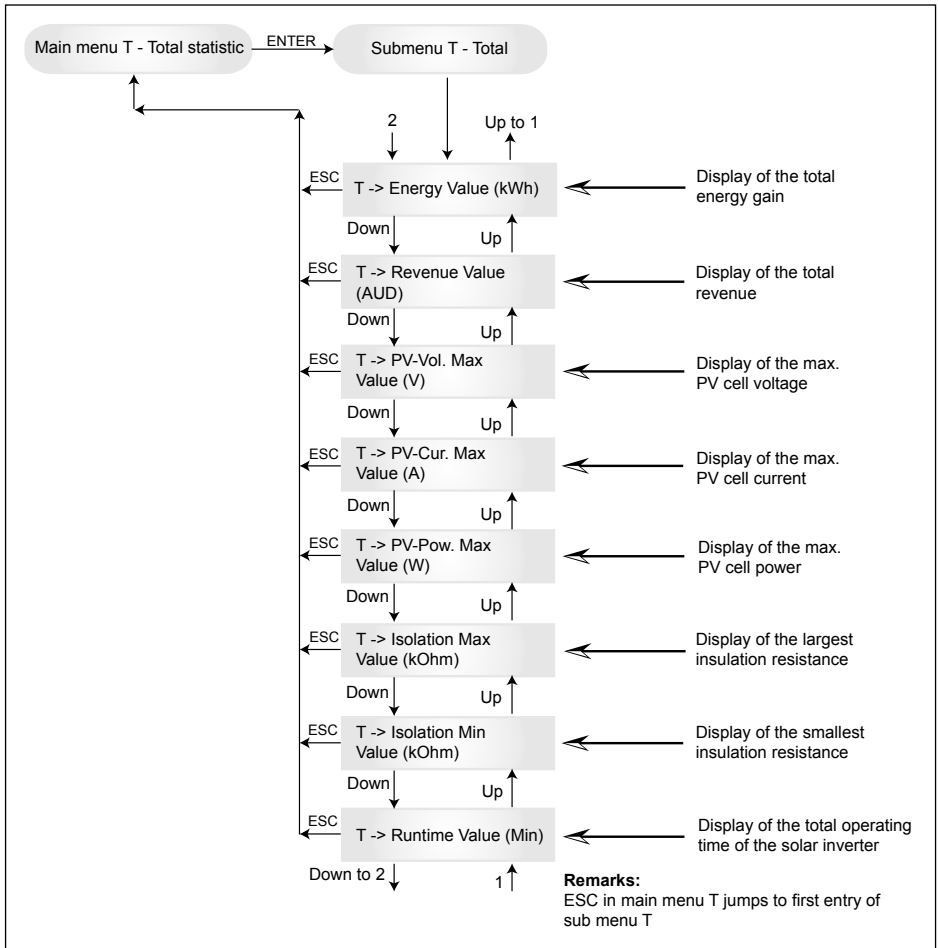 Main menu T - Total statistic
ENTER
Submenu T - Total
2
Up to 1
ESC
T -> Energy Value (kWh)
Display of the total
energy gain
Down
Up
ESC
T -> Revenue Value
(AUD)
Display of the total
revenue
Down
Up
ESC
T -> PV-Vol. Max
Value (V)
Display of the max.
PV cell voltage
Down
Up
ESC
T -> PV-Cur. Max
Value (A)
Display of the max.
PV cell current
Down
Up
ESC
T -> PV-Pow. Max
Value (W)
Display of the max.
PV cell power
Down
Up
ESC
T -> Isolation Max
Value (kOhm)
Display of the largest
insulation resistance
Down
Up
ESC
T -> Isolation Min
Value (kOhm)
Display of the smallest
insulation resistance
Down
Up
ESC
T -> Runtime Value (Min)
Display of the total operating
time of the solar inverter
Down to 2
1
Remarks:
ESC in main menu T jumps to first entry of
sub menu T